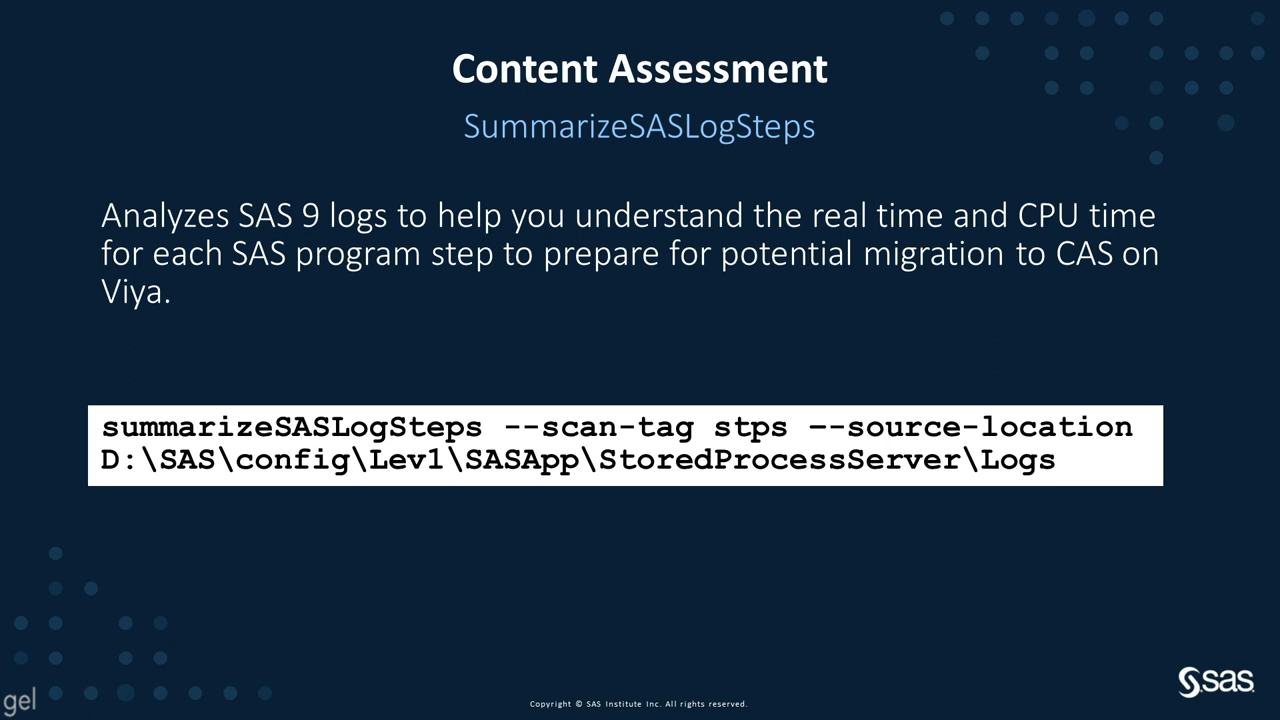 Content Assessment
SummarizeSASLogSteps
Analyzes SAS 9 logs to help you understand the real time and CPU time
for each SAS program step to prepare for potential migration to CAS on
Viya.
summarizeSASLogSteps --scan-tag stps –-source-location
D:\SAS\config\Lev1\SASApp\StoredProcessServer\Logs
gel
Copyright © SAS Institute Inc. All rights reserved.
sas